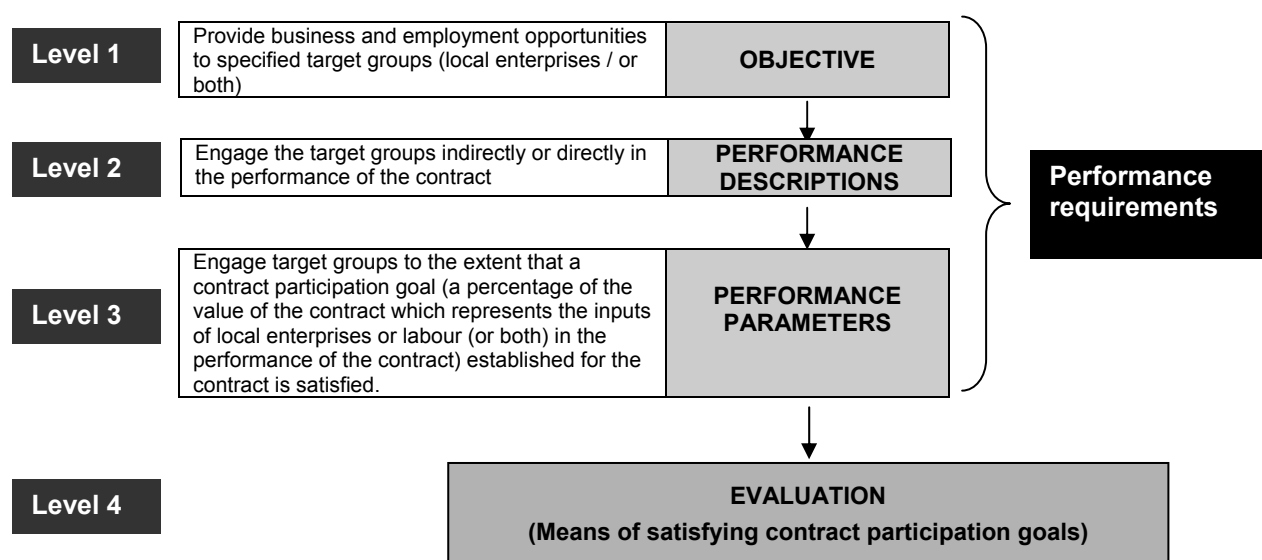 Level 1
Provide business and employment opportunities
to specified target groups (local enterprises / or
both)
OBJECTIVE
Level 2
Engage the target groups indirectly or directly in
the performance of the contract
PERFORMANCE
DESCRIPTIONS
Performance
requirements
Level 3
Engage target groups to the extent that a
contract participation goal (a percentage of the
value of the contract which represents the inputs
of local enterprises or labour (or both) in the
performance of the contract) established for the
contract is satisfied.
PERFORMANCE
PARAMETERS
Level 4
EVALUATION
(Means of satisfying contract participation goals)